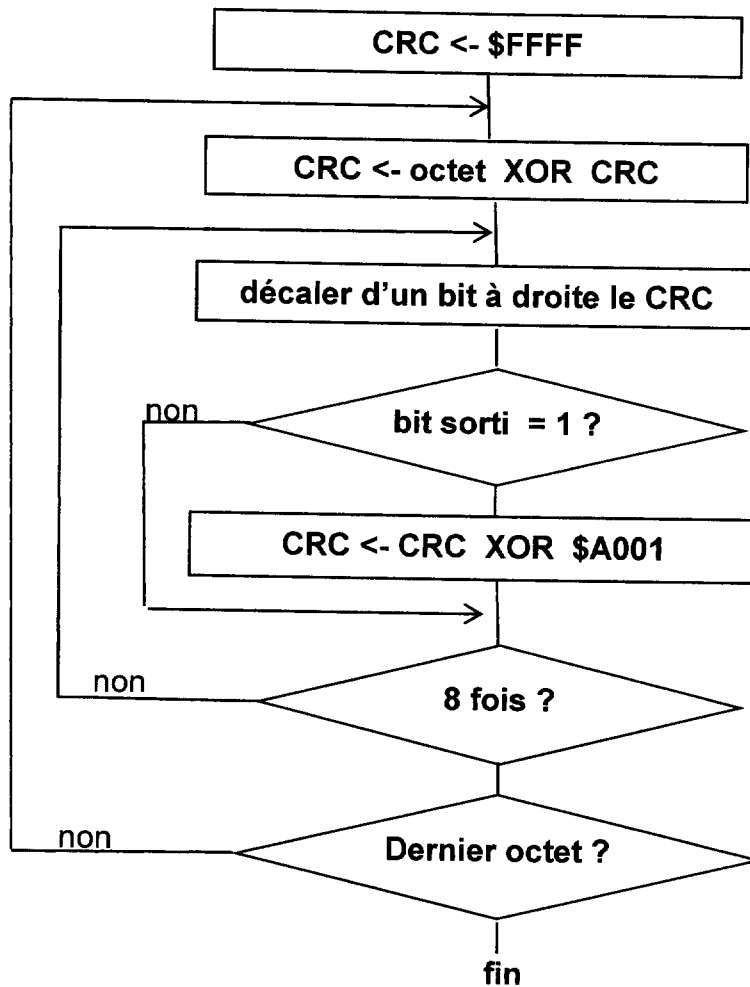 CRC <- $FFFF
CRC <- octet XOR CRC
décaler d'un bit à droite le CRC
non
bit sorti = 1 ?
CRC <- CRC XOR $A001
non
8 fois ?
non
Dernier octet ?
fin